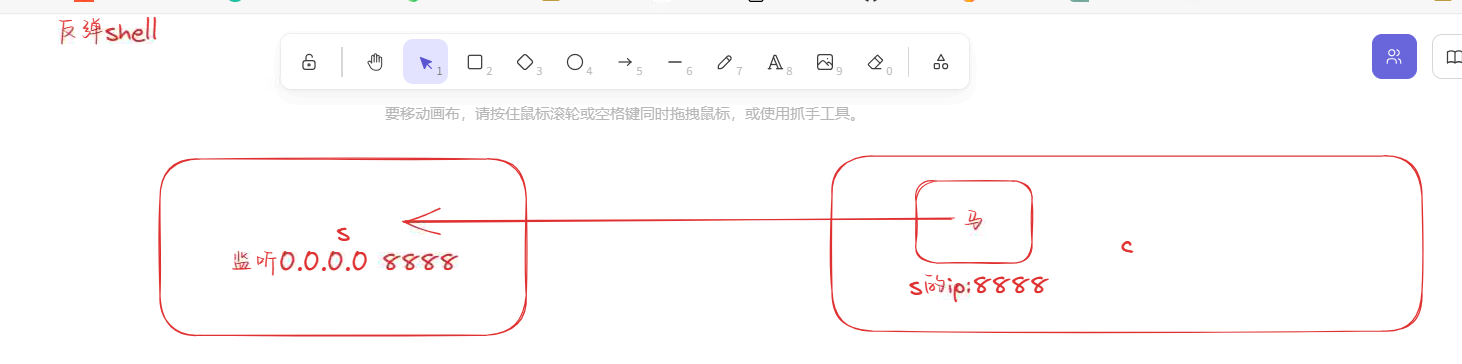 反弹shell
1 2 3 4 5 6 7 8 9 0
要移动画布，请按住鼠标滚轮或空格键同时拖拽鼠标，或使用抓手工具。
马
s
c
监听0.0.0.0 8888
s的ip:8888